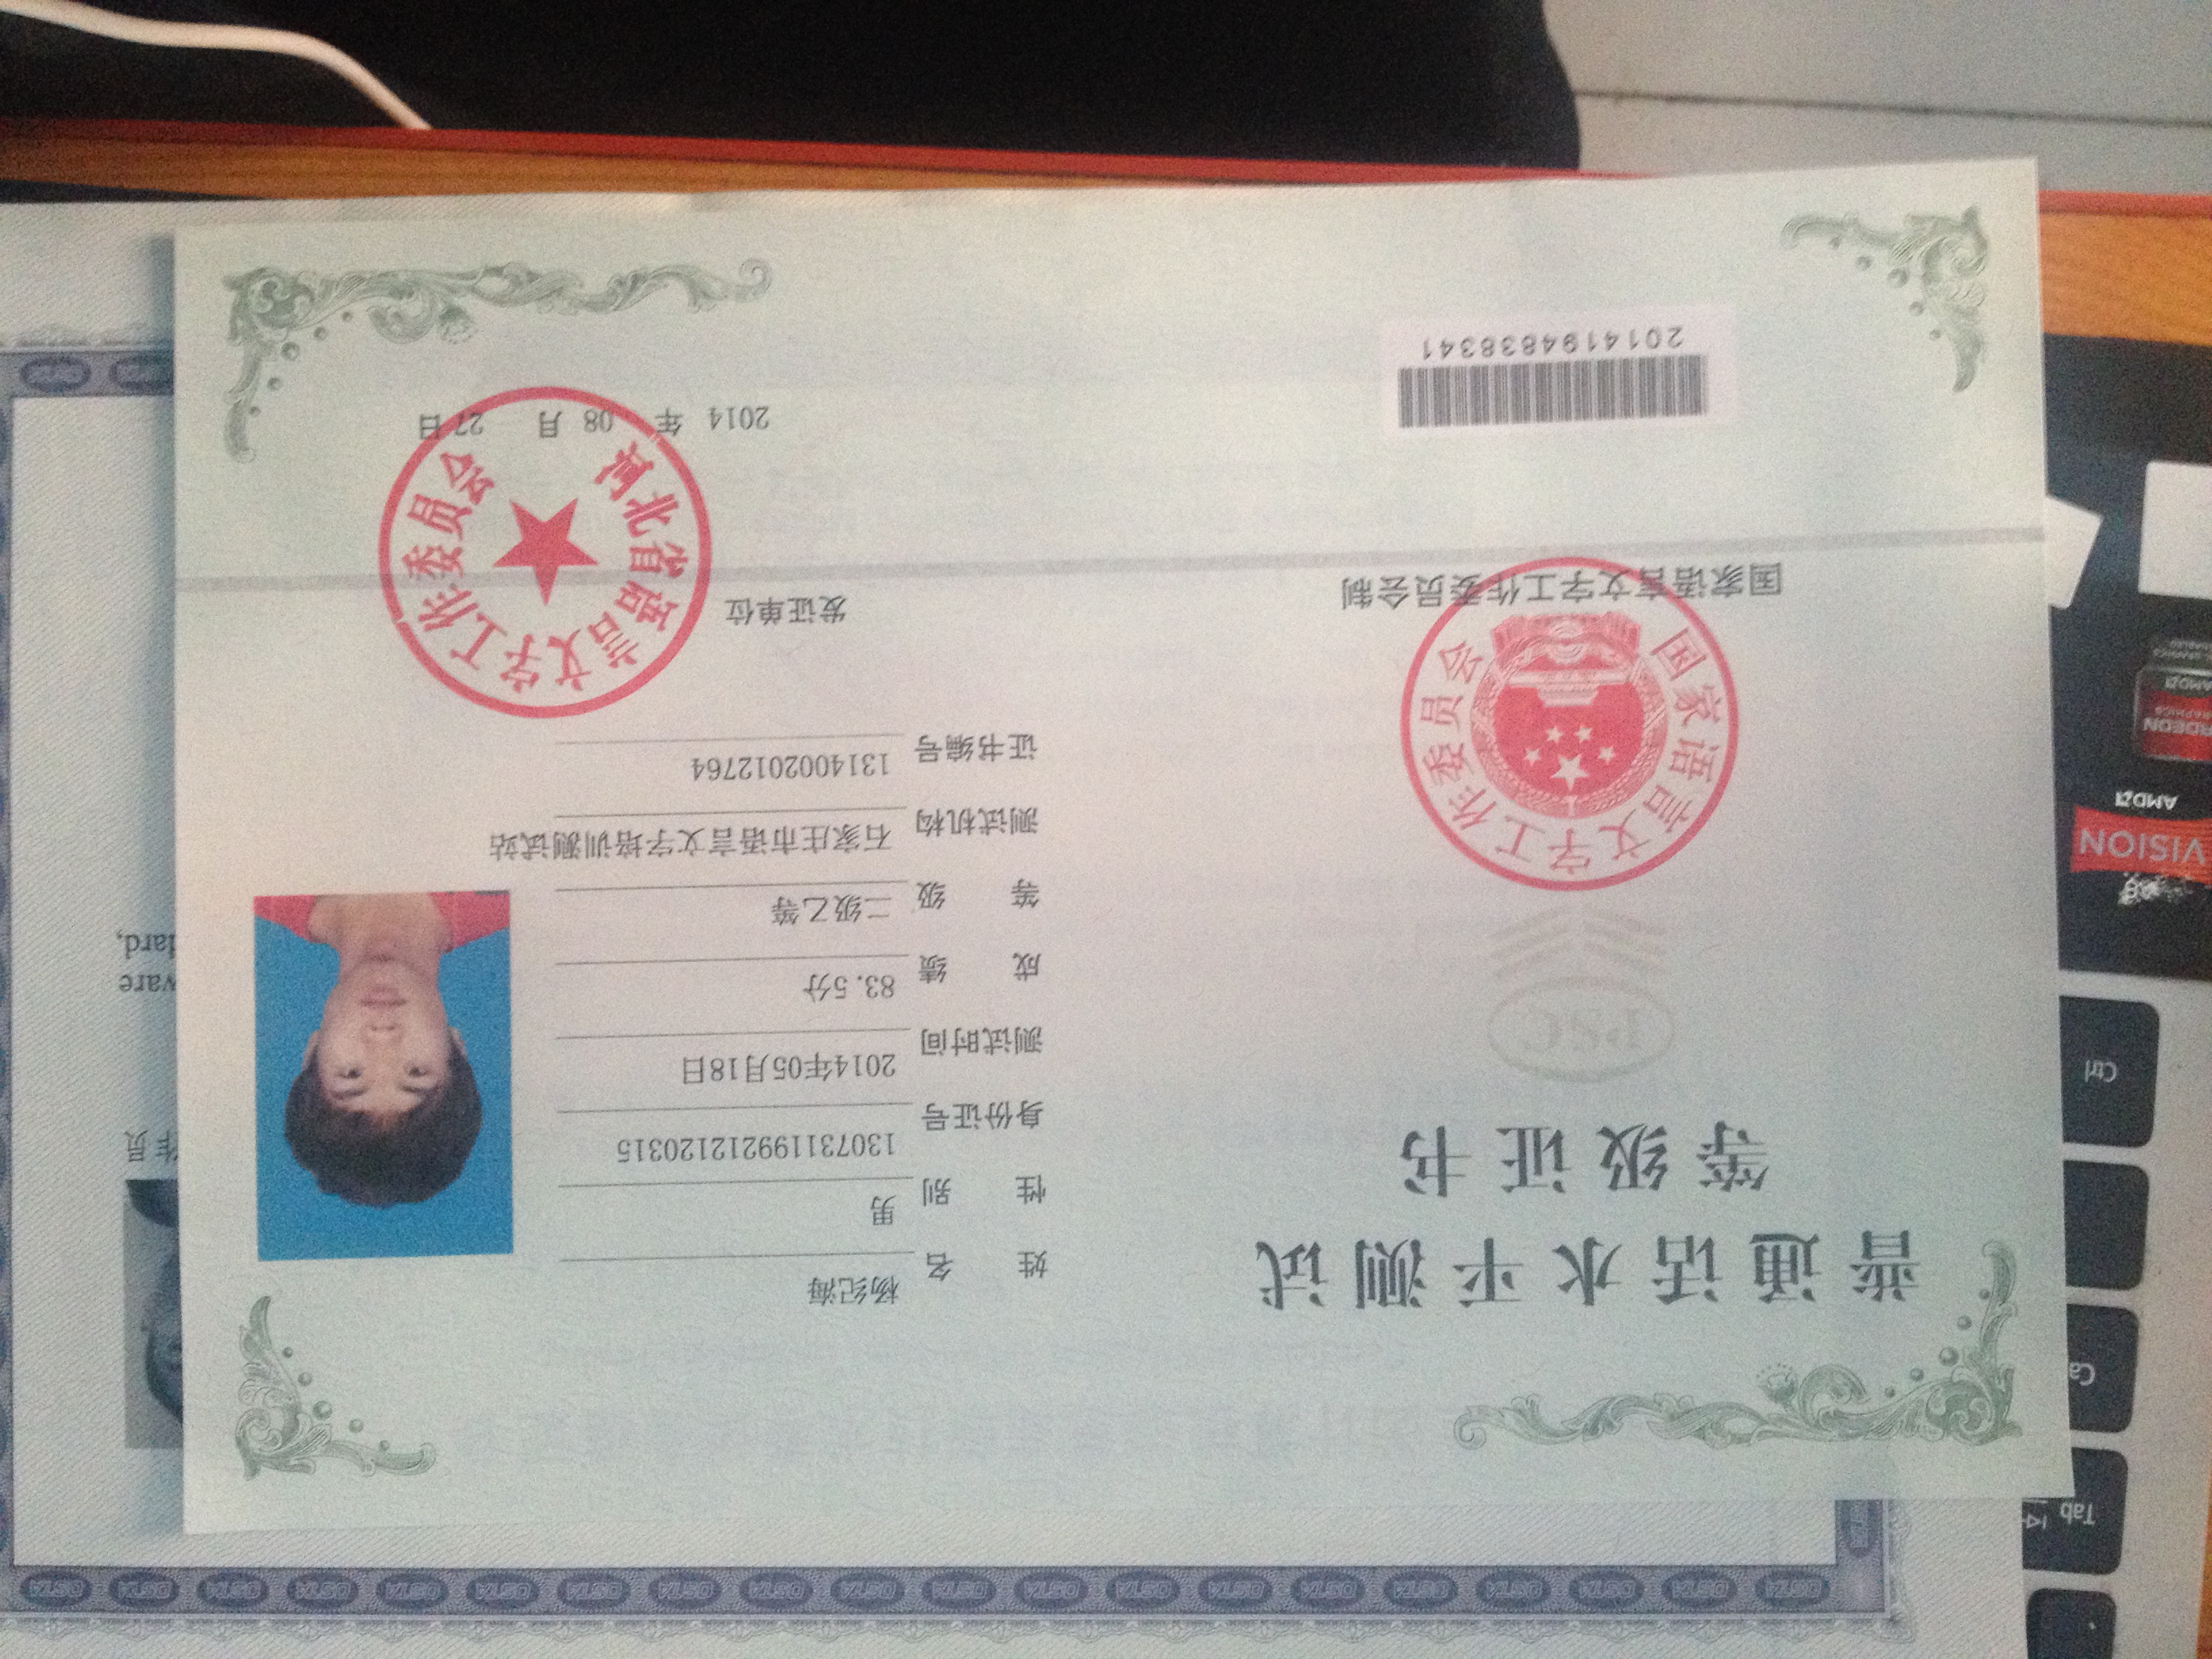 普通话水平测试
等级证书
PSC
国家语言文字工作委员会
国家语言文字工作委员会制
2014194838341
姓 名 杨纪海
性 别 男
身份证号 130731199212120315
测试时间 2014年05月18日
成 绩 83.5分
等 级 二级乙等
测试机构 石家庄市语言文字培训测试站
证书编号 1314002012764
发证单位
河北省语言文字工作委员会
2014 年 08 月 27 日
作员
ware
dard,
Tab
Ca
Ctrl
VISION
AMD
RADEON
GRAPHICS
AMD